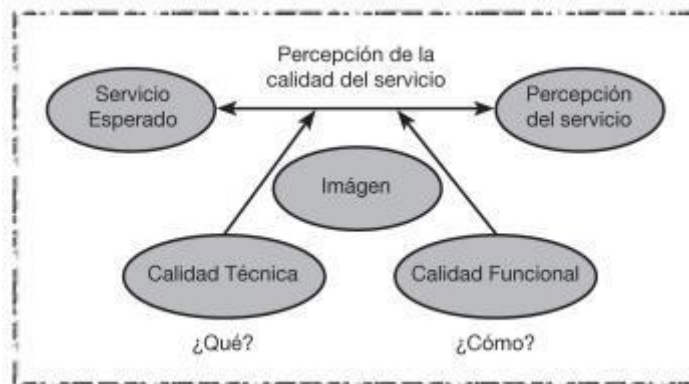 Percepción de la
calidad del servicio
Servicio
Esperado
Percepción
del servicio
Imágen
Calidad Técnica
Calidad Funcional
¿Qué?
¿Cómo?